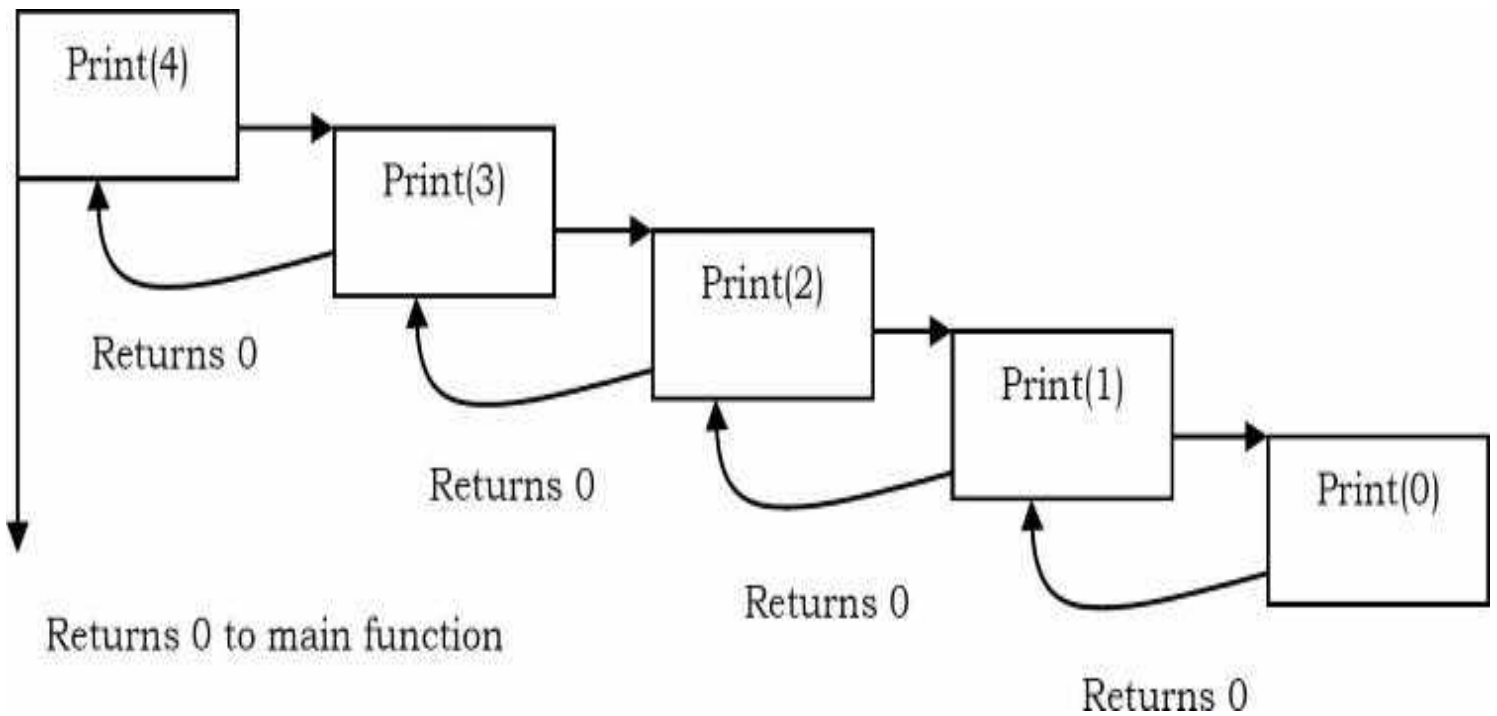 Print(4)
Print(3)
Print(2)
Print(1)
Print(0)
Returns 0
Returns 0
Returns 0
Returns 0
Returns 0 to main function